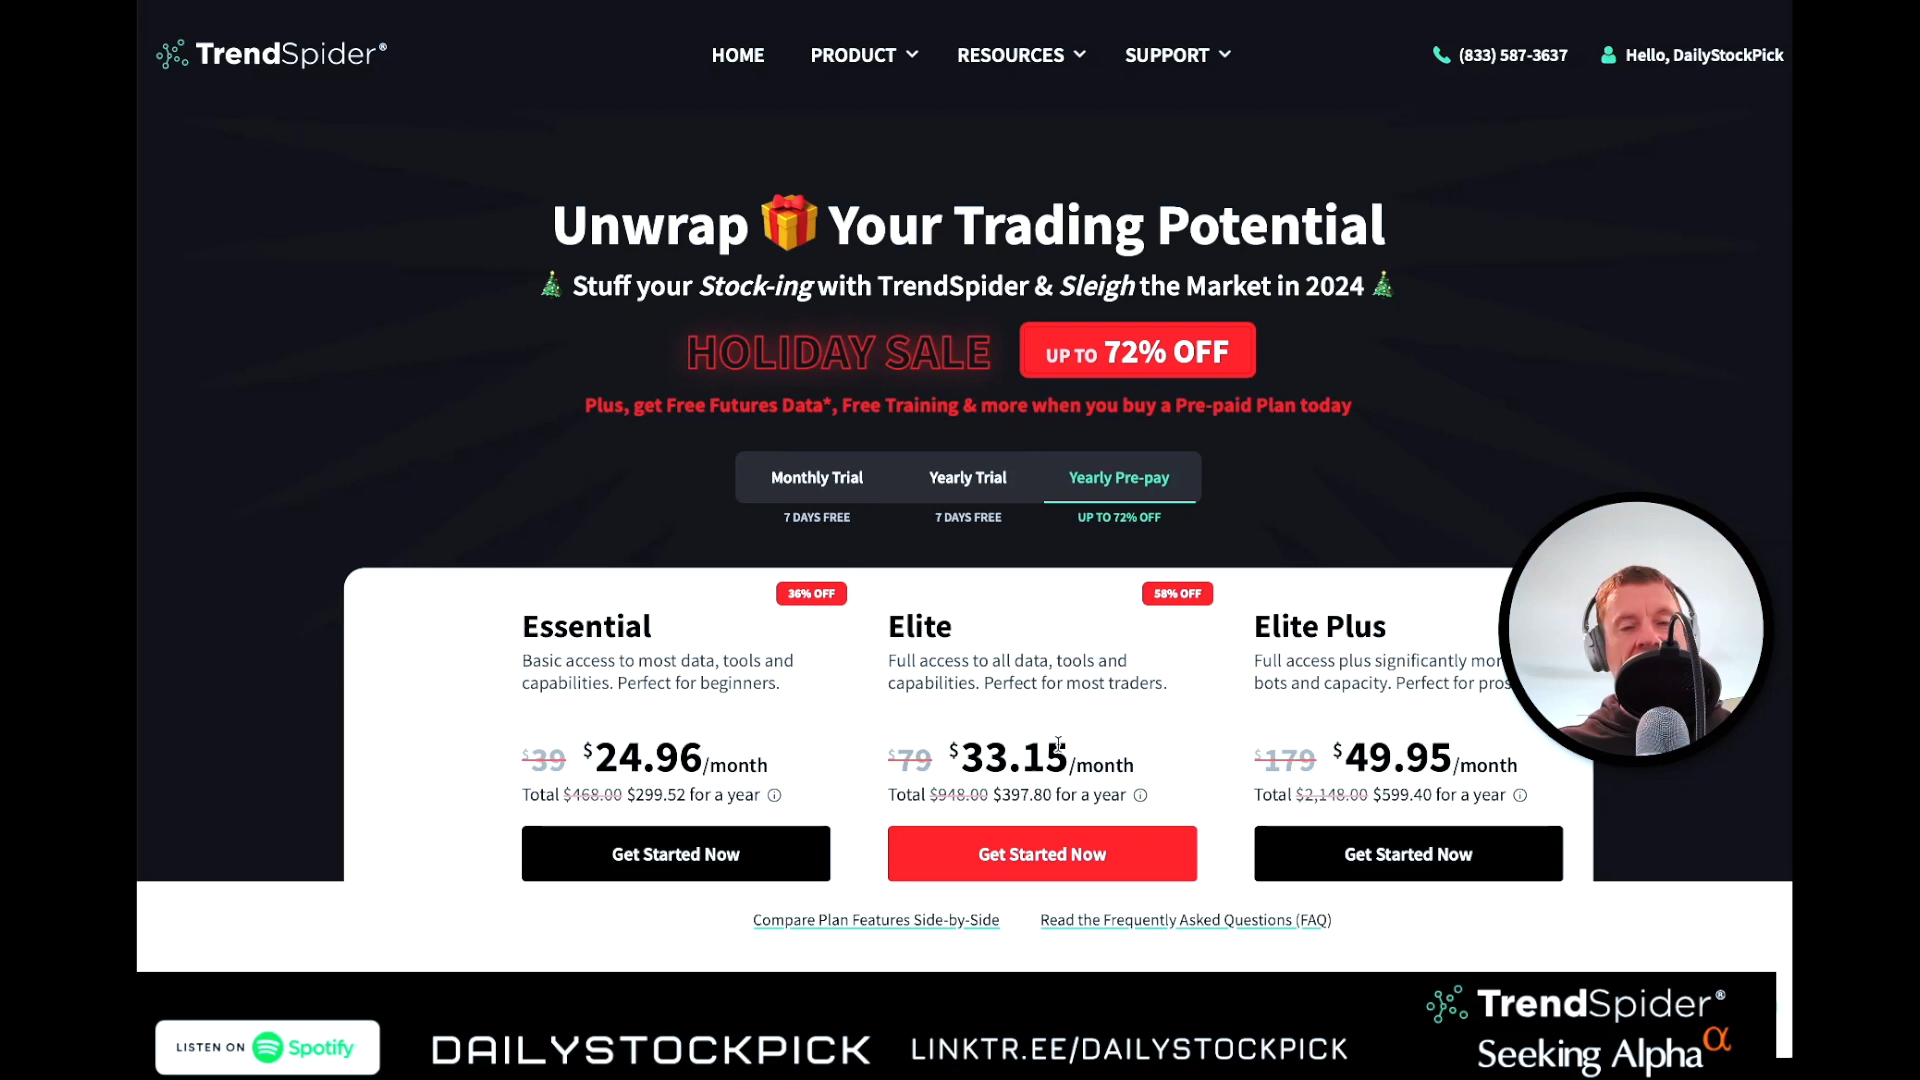 TrendSpider®
HOME PRODUCT RESOURCES SUPPORT
(833) 587-3637 Hello, DailyStockPick
Unwrap Your Trading Potential
Stuff your Stock-ing with TrendSpider & Sleigh the Market in 2024
HOLIDAY SALE UP TO 72% OFF
Plus, get Free Futures Data*, Free Training & more when you buy a Pre-paid Plan today
Monthly Trial Yearly Trial Yearly Pre-pay
7 DAYS FREE 7 DAYS FREE UP TO 72% OFF
36% OFF
Essential
Basic access to most data, tools and
capabilities. Perfect for beginners.
$39 $24.96/month
Total $468.00 $299.52 for a year
Get Started Now
58% OFF
Elite
Full access to all data, tools and
capabilities. Perfect for most traders.
$79 $33.15/month
Total $948.00 $397.80 for a year
Get Started Now
Elite Plus
Full access plus significantly
bots and capacity. Perfect for
$179 $49.95/month
Total $2,148.00 $599.40 for a year
Get Started Now
Compare Plan Features Side-by-Side Read the Frequently Asked Questions (FAQ)
LISTEN ON Spotify
DAILYSTOCKPICK
LINKTR.EE/DAILYSTOCKPICK
TrendSpider®
Seeking Alpha α